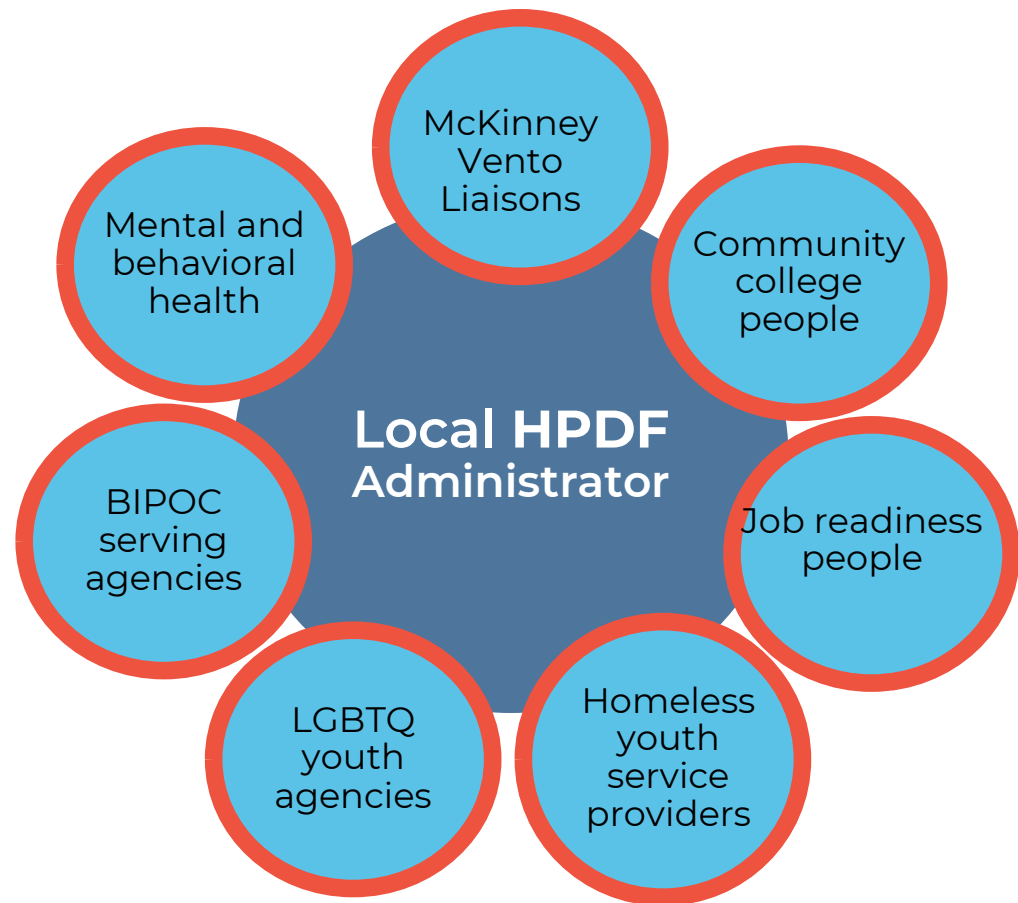 McKinney
Vento
Liaisons
Mental and
behavioral
health
Community
college
people
Local HPDF
Administrator
BIPOC
serving
agencies
Job readiness
people
LGBTQ
youth
agencies
Homeless
youth
service
providers